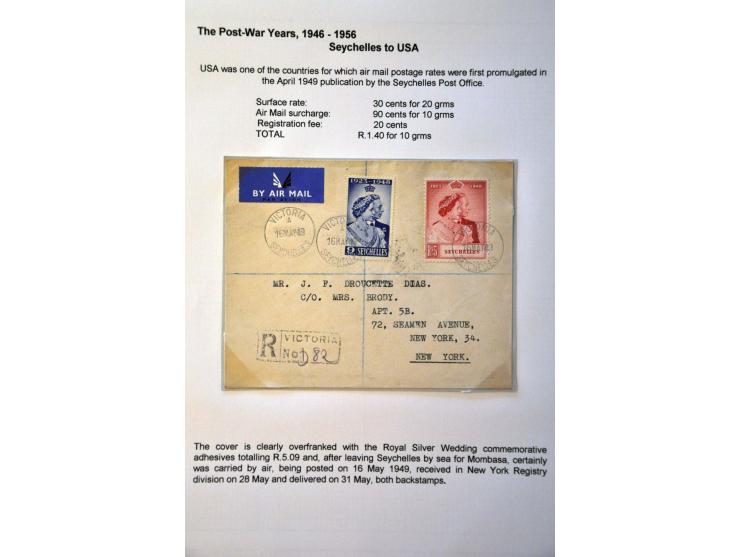 The Post-War Years, 1946 - 1956
Seychelles to USA
USA was one of the countries for which air mail postage rates were first promulgated in
the April 1949 publication by the Seychelles Post Office.
Surface rate: 30 cents for 20 grms
Air Mail surcharge: 90 cents for 10 grms
Registration fee: 20 cents
TOTAL R.1.40 for 10 grms
BY AIR MAIL
PAR AVION
1923-1948
9 SEYCHELLES
1923 1948
SEYCHELLES
VICTORIA
A
16 MAY 49
SEYCHELLES
MR. J. F. DROUCETTE DIAS.
C/O. MRS. BRODY.
APT. 5B.
72, SEAMEN AVENUE,
NEW YORK, 34.
NEW YORK.
R VICTORIA
No D 82
The cover is clearly overfranked with the Royal Silver Wedding commemorative
adhesives totalling R.5.09 and, after leaving Seychelles by sea for Mombasa, certainly
was carried by air, being posted on 16 May 1949, received in New York Registry
division on 28 May and delivered on 31 May, both backstamps.